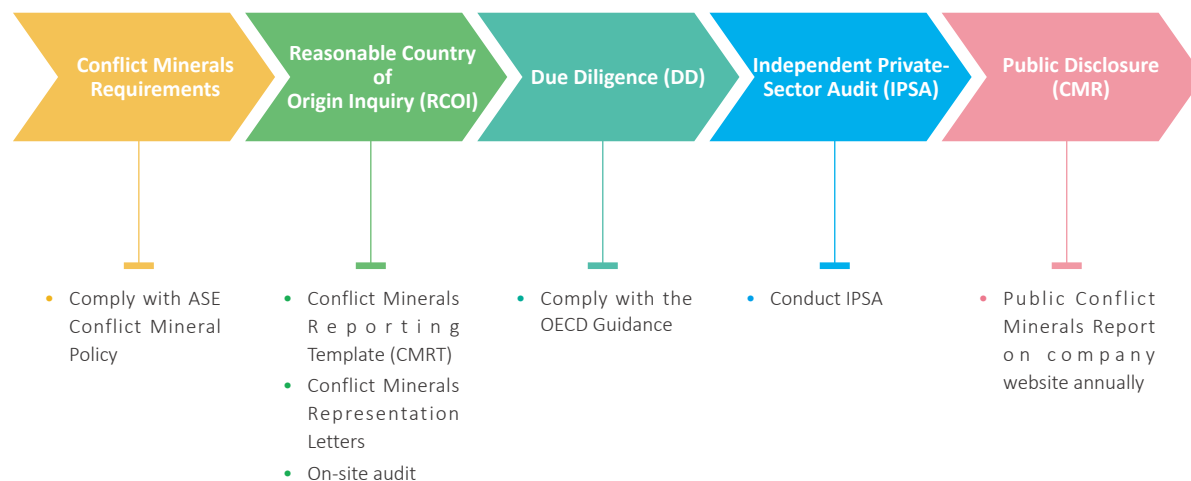 Conflict Minerals
Requirements
Reasonable Country
of
Origin Inquiry (RCOI)
Due Diligence (DD)
Independent Private-
Sector Audit (IPSA)
Public Disclosure
(CMR)
• Comply with ASE
Conflict Mineral
Policy
• Conflict Minerals
Reporting
Template (CMRT)
• Conflict Minerals
Representation
Letters
• On-site audit
• Comply with the
OECD Guidance
• Conduct IPSA
• Public Conflict
Minerals Report
on company
website annually